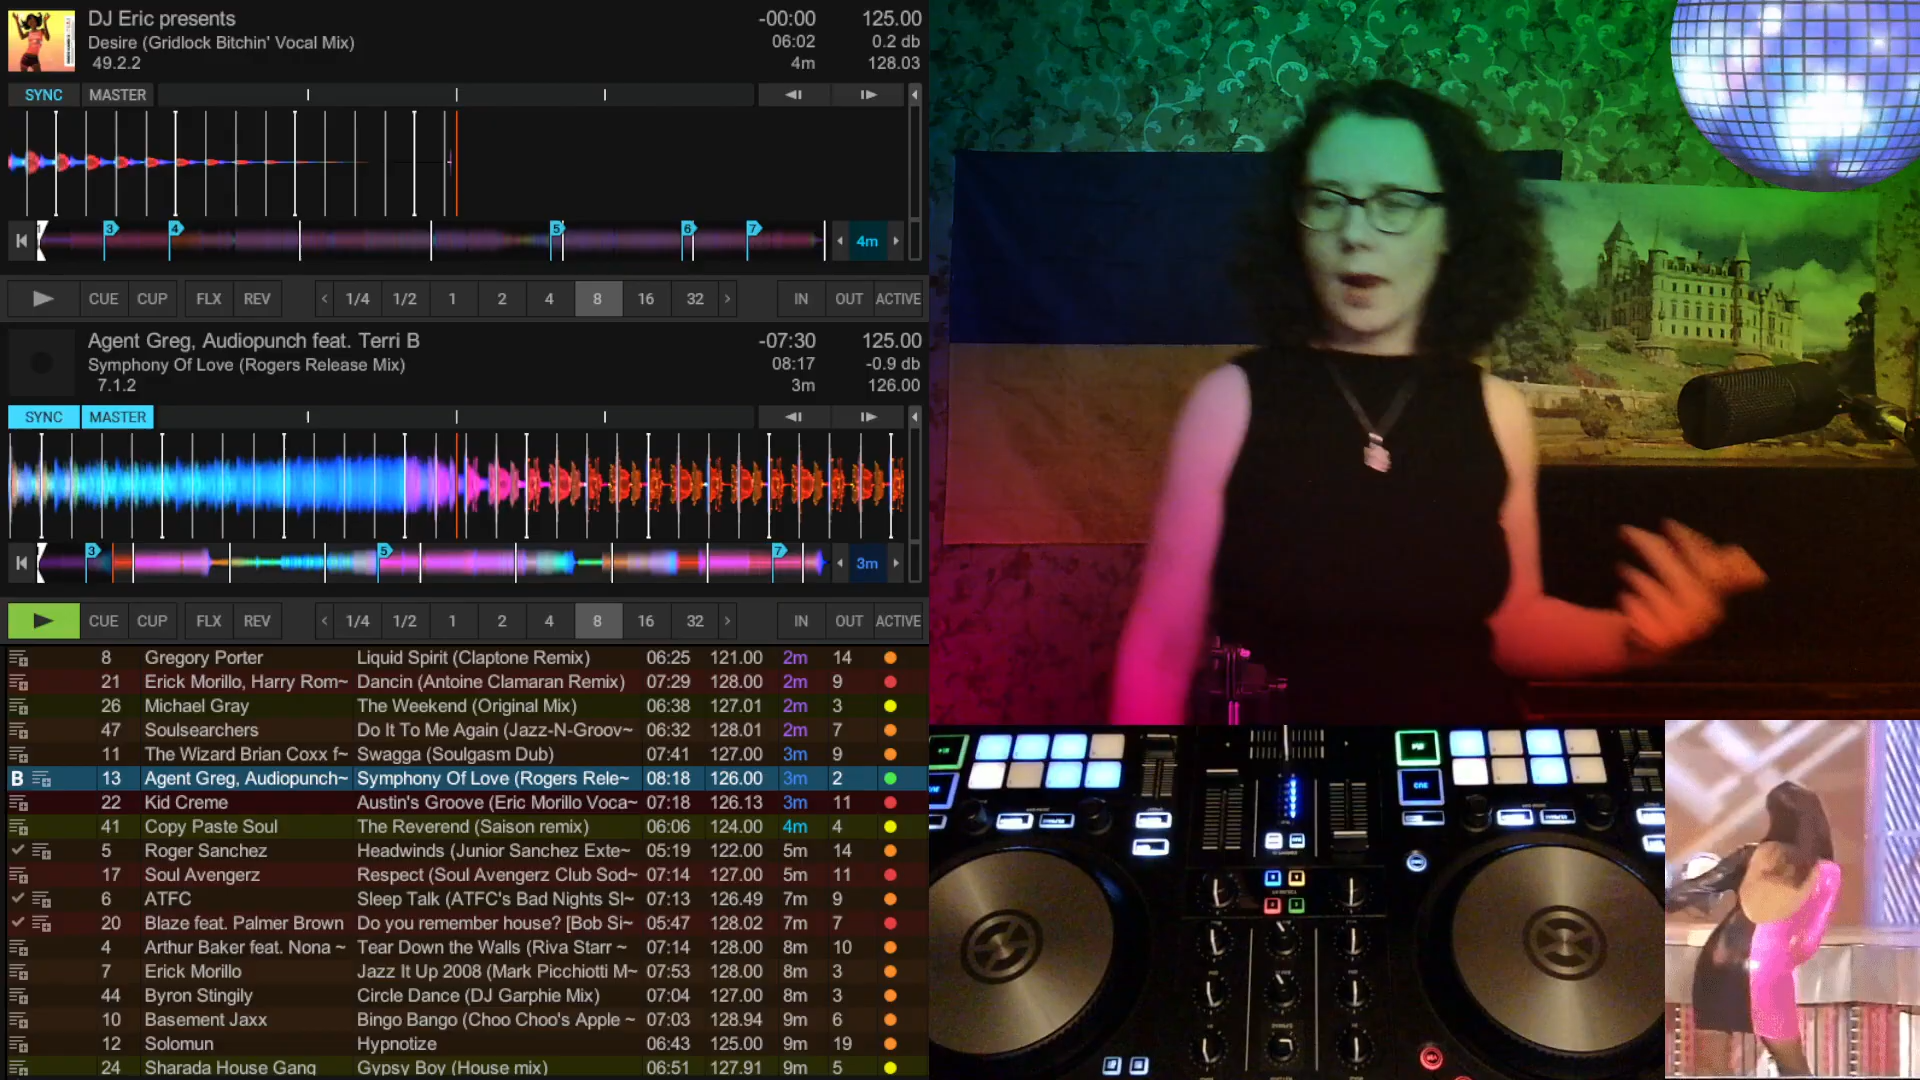 DJ Eric presents -00:00 125.00
Desire (Gridlock Bitchin' Vocal Mix) 06:02 0.2 db
49.2.2 4m 128.03
SYNC MASTER
3 4 5 6 7 4m
CUE CUP FLX REV 1/4 1/2 1 2 4 8 16 32 IN OUT ACTIVE
Agent Greg, Audiopunch feat. Terri B -07:30 125.00
Symphony Of Love (Rogers Release Mix) 08:17 -0.9 db
7.1.2 3m 126.00
SYNC MASTER
3 5 7 3m
CUE CUP FLX REV 1/4 1/2 1 2 4 8 16 32 IN OUT ACTIVE
8 Gregory Porter Liquid Spirit (Claptone Remix) 06:25 121.00 2m 14
21 Erick Morillo, Harry Rom~ Dancin (Antoine Clamaran Remix) 07:29 128.00 2m 9
26 Michael Gray The Weekend (Original Mix) 06:38 127.01 2m 3
47 Soulsearchers Do It To Me Again (Jazz-N-Groov~ 06:32 128.01 2m 7
11 The Wizard Brian Coxx f~ Swagga (Soulgasm Dub) 07:41 127.00 3m 9
B 13 Agent Greg, Audiopunch~ Symphony Of Love (Rogers Rele~ 08:18 126.00 3m 2
22 Kid Creme Austin's Groove (Eric Morillo Voca~ 07:18 126.13 3m 11
41 Copy Paste Soul The Reverend (Saison remix) 06:06 124.00 4m 4
5 Roger Sanchez Headwinds (Junior Sanchez Exte~ 05:19 122.00 5m 14
17 Soul Avengerz Respect (Soul Avengerz Club Sod~ 07:14 127.00 5m 11
6 ATFC Sleep Talk (ATFC's Bad Nights Sl~ 07:13 126.49 7m 9
20 Blaze feat. Palmer Brown Do you remember house? [Bob Si~ 05:47 128.02 7m 7
4 Arthur Baker feat. Nona ~ Tear Down the Walls (Riva Starr ~ 07:14 128.00 8m 10
7 Erick Morillo Jazz It Up 2008 (Mark Picchiotti M~ 07:53 128.00 8m 3
44 Byron Stingily Circle Dance (DJ Garphie Mix) 07:04 127.00 8m 3
10 Basement Jaxx Bingo Bango (Choo Choo's Apple ~ 07:03 128.94 9m 6
12 Solomun Hypnotize 06:43 125.00 9m 19
24 Sharada House Gang Gypsy Boy (House mix) 06:51 127.91 9m 5